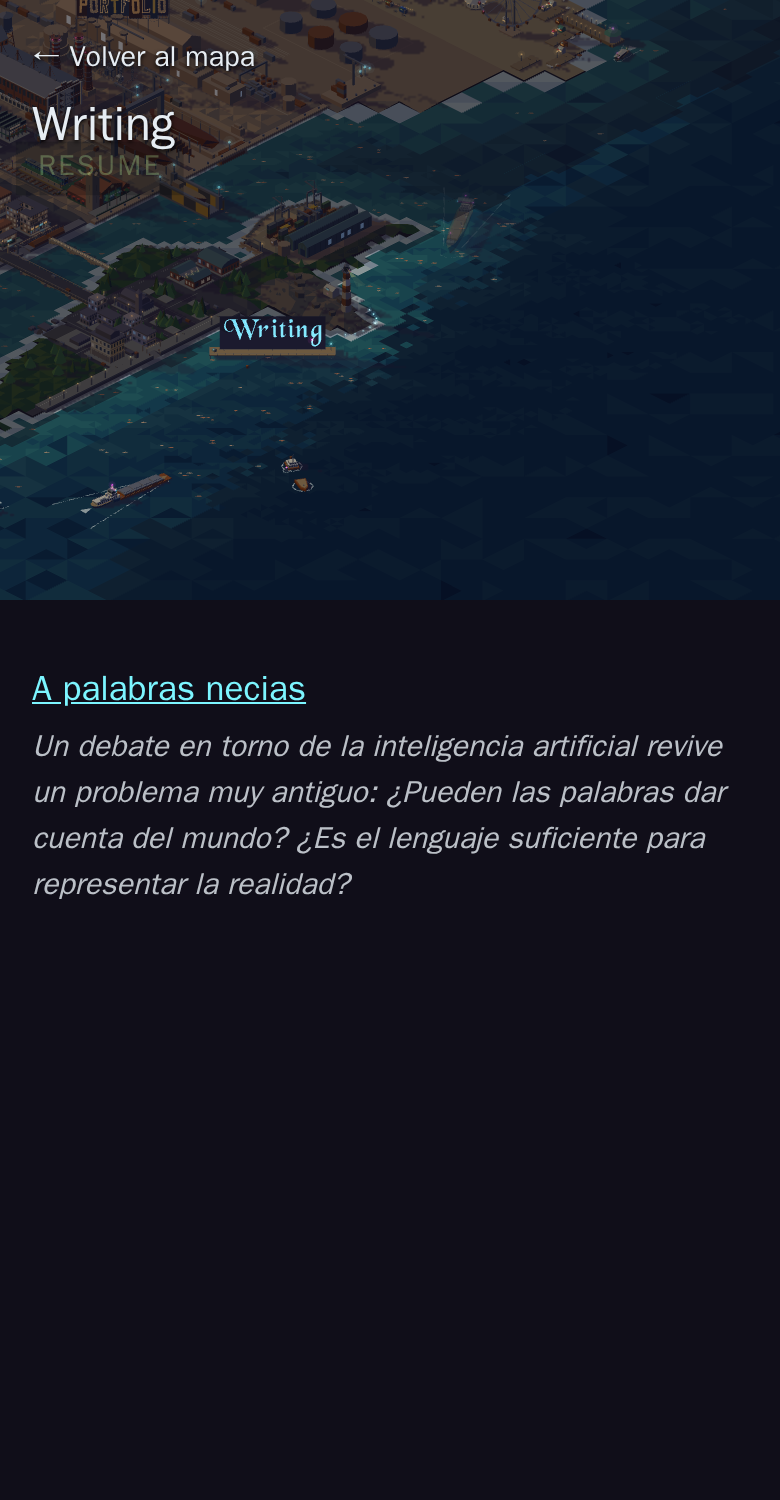 PORTFOLIO
← Volver al mapa
Writing
RESUME
Writing
A palabras necias
Un debate en torno de la inteligencia artificial revive
un problema muy antiguo: ¿Pueden las palabras dar
cuenta del mundo? ¿Es el lenguaje suficiente para
representar la realidad?